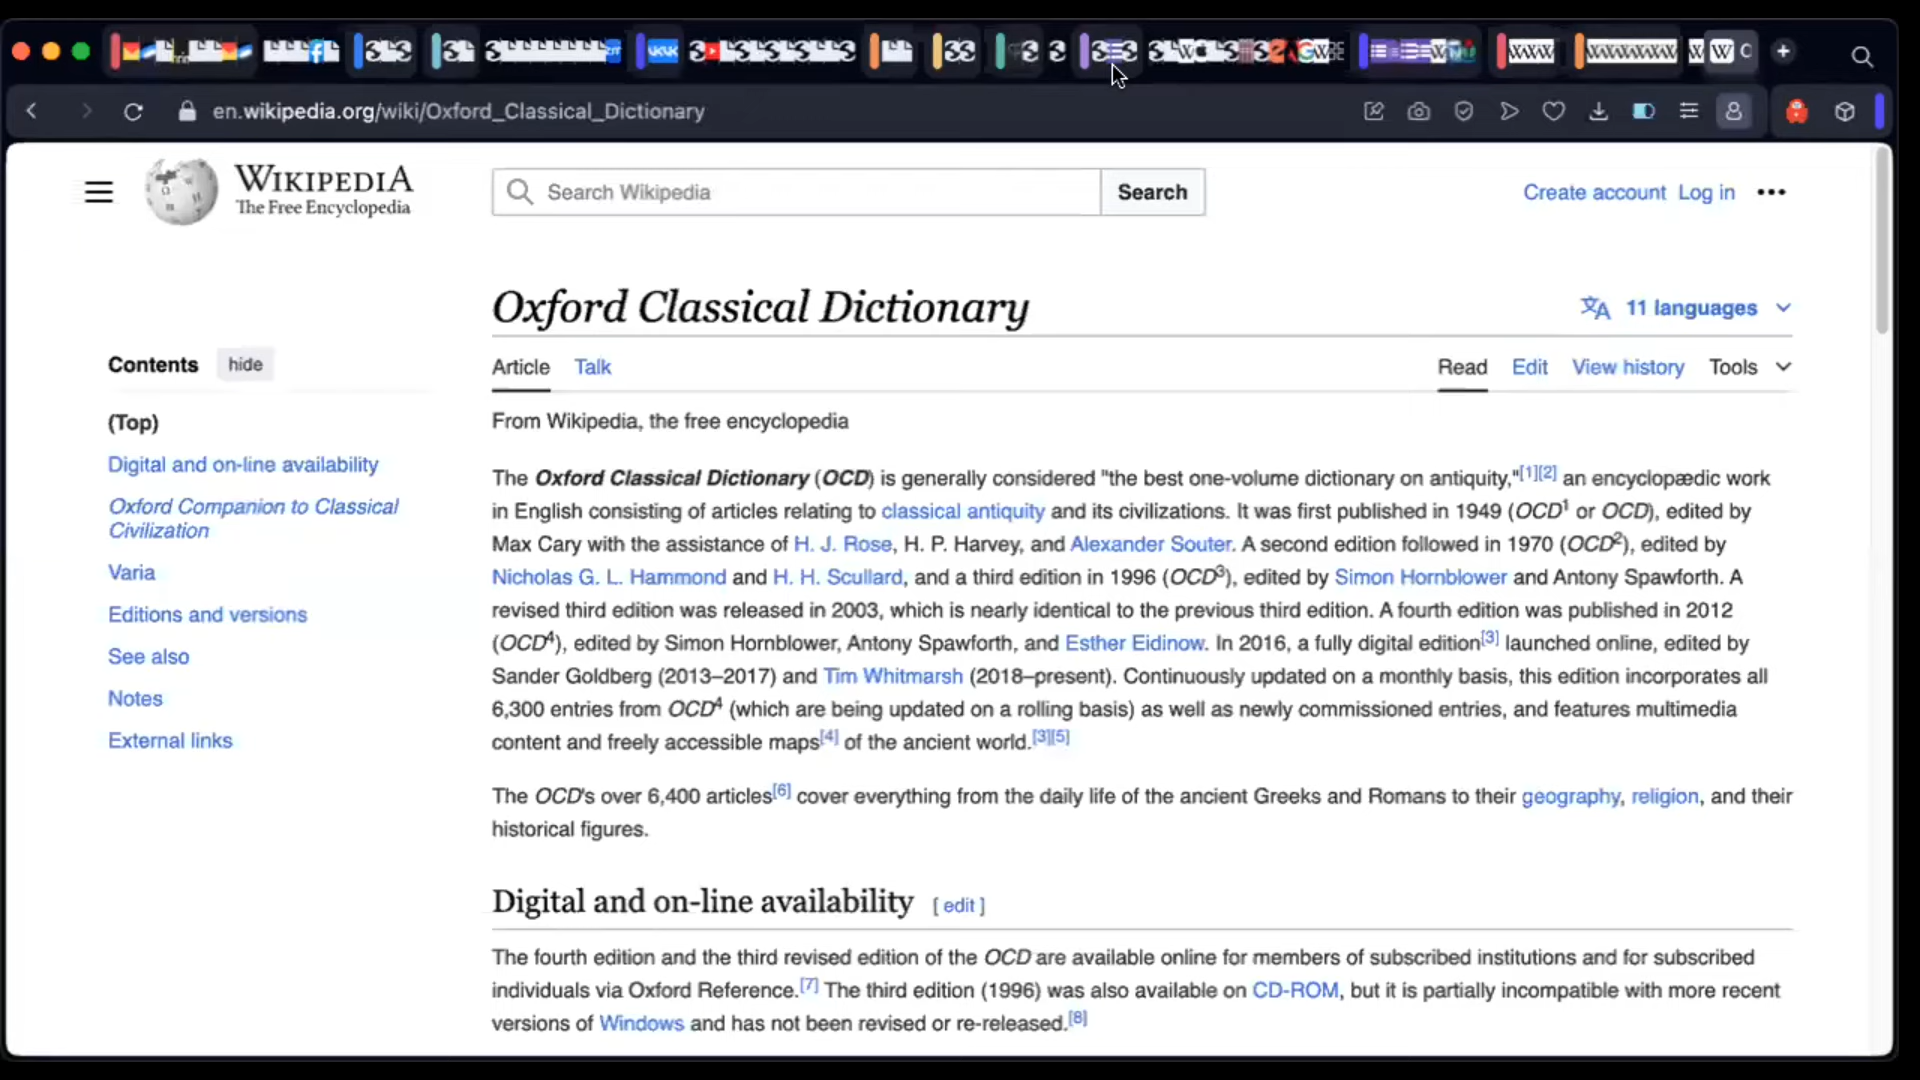 en.wikipedia.org/wiki/Oxford_Classical_Dictionary
WIKIPEDIA
The Free Encyclopedia
Search Wikipedia
Search
Create account Log in
Oxford Classical Dictionary
11 languages
Contents hide
Article Talk
Read Edit View history Tools
(Top)
Digital and on-line availability
Oxford Companion to Classical
Civilization
Varia
Editions and versions
See also
Notes
External links
From Wikipedia, the free encyclopedia
The Oxford Classical Dictionary (OCD) is generally considered "the best one-volume dictionary on antiquity,"[1][2] an encyclopædic work
in English consisting of articles relating to classical antiquity and its civilizations. It was first published in 1949 (OCD¹ or OCD), edited by
Max Cary with the assistance of H. J. Rose, H. P. Harvey, and Alexander Souter. A second edition followed in 1970 (OCD²), edited by
Nicholas G. L. Hammond and H. H. Scullard, and a third edition in 1996 (OCD³), edited by Simon Hornblower and Antony Spawforth. A
revised third edition was released in 2003, which is nearly identical to the previous third edition. A fourth edition was published in 2012
(OCD⁴), edited by Simon Hornblower, Antony Spawforth, and Esther Eidinow. In 2016, a fully digital edition[3] launched online, edited by
Sander Goldberg (2013–2017) and Tim Whitmarsh (2018–present). Continuously updated on a monthly basis, this edition incorporates all
6,300 entries from OCD⁴ (which are being updated on a rolling basis) as well as newly commissioned entries, and features multimedia
content and freely accessible maps[4] of the ancient world.[3][5]
The OCD's over 6,400 articles[6] cover everything from the daily life of the ancient Greeks and Romans to their geography, religion, and their
historical figures.
Digital and on-line availability [ edit ]
The fourth edition and the third revised edition of the OCD are available online for members of subscribed institutions and for subscribed
individuals via Oxford Reference.[7] The third edition (1996) was also available on CD-ROM, but it is partially incompatible with more recent
versions of Windows and has not been revised or re-released.[8]